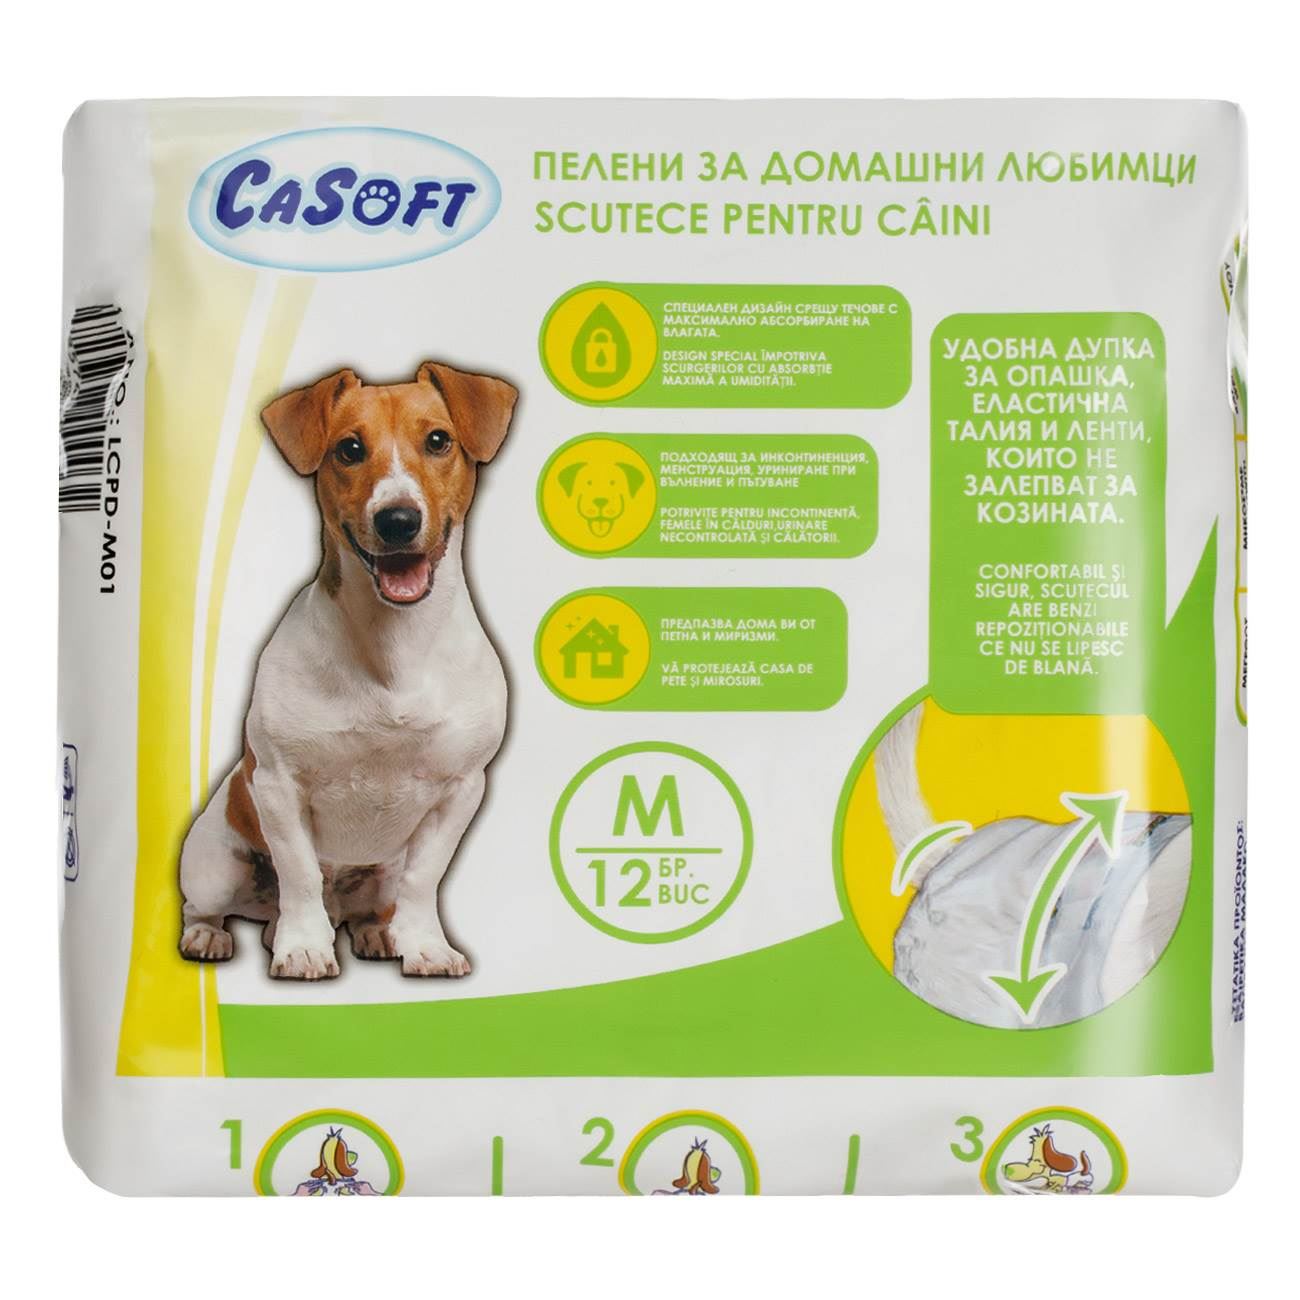 CASOFT
ПЕЛЕНИ ЗА ДОМАШНИ ЛЮБИМЦИ
SCUTECE PENTRU CÂINI
СПЕЦИАЛЕН ДИЗАЙН СРЕЩУ ТЕЧОВЕ С
МАКСИМАЛНО АБСОРБИРАНЕ НА
ВЛАГАТА.
DESIGN SPECIAL ÎMPOTRIVA
SCURGERILOR CU ABSORBȚIE
MAXIMĂ A UMIDITĂȚII.
ПОДХОДЯЩ ЗА ИНКОНТИНЕНЦИЯ,
МЕНСТРУАЦИЯ, УРИНИРАНЕ ПРИ
ВЪЛНЕНИЕ И ПЪТУВАНЕ
POTRIVITE PENTRU INCONTINENȚĂ,
FEMELE ÎN CĂLDURI,URINARE
NECONTROLATĂ ȘI CĂLĂTORII.
ПРЕДПАЗВА ДОМА ВИ ОТ
ПЕТНА И МИРИЗМИ.
VĂ PROTEJEAZĂ CASA DE
PETE ȘI MIROSURI.
УДОБНА ДУПКА
ЗА ОПАШКА,
ЕЛАСТИЧНА
ТАЛИЯ И ЛЕНТИ,
КОИТО НЕ
ЗАЛЕПВАТ ЗА
КОЗИНАТА.
CONFORTABIL ȘI
SIGUR, SCUTECUL
ARE BENZI
REPOZIȚIONABILE
CE NU SE LIPESC
DE BLANĂ.
M
12 БР.
BUC
LCPD-M01
1
2
3